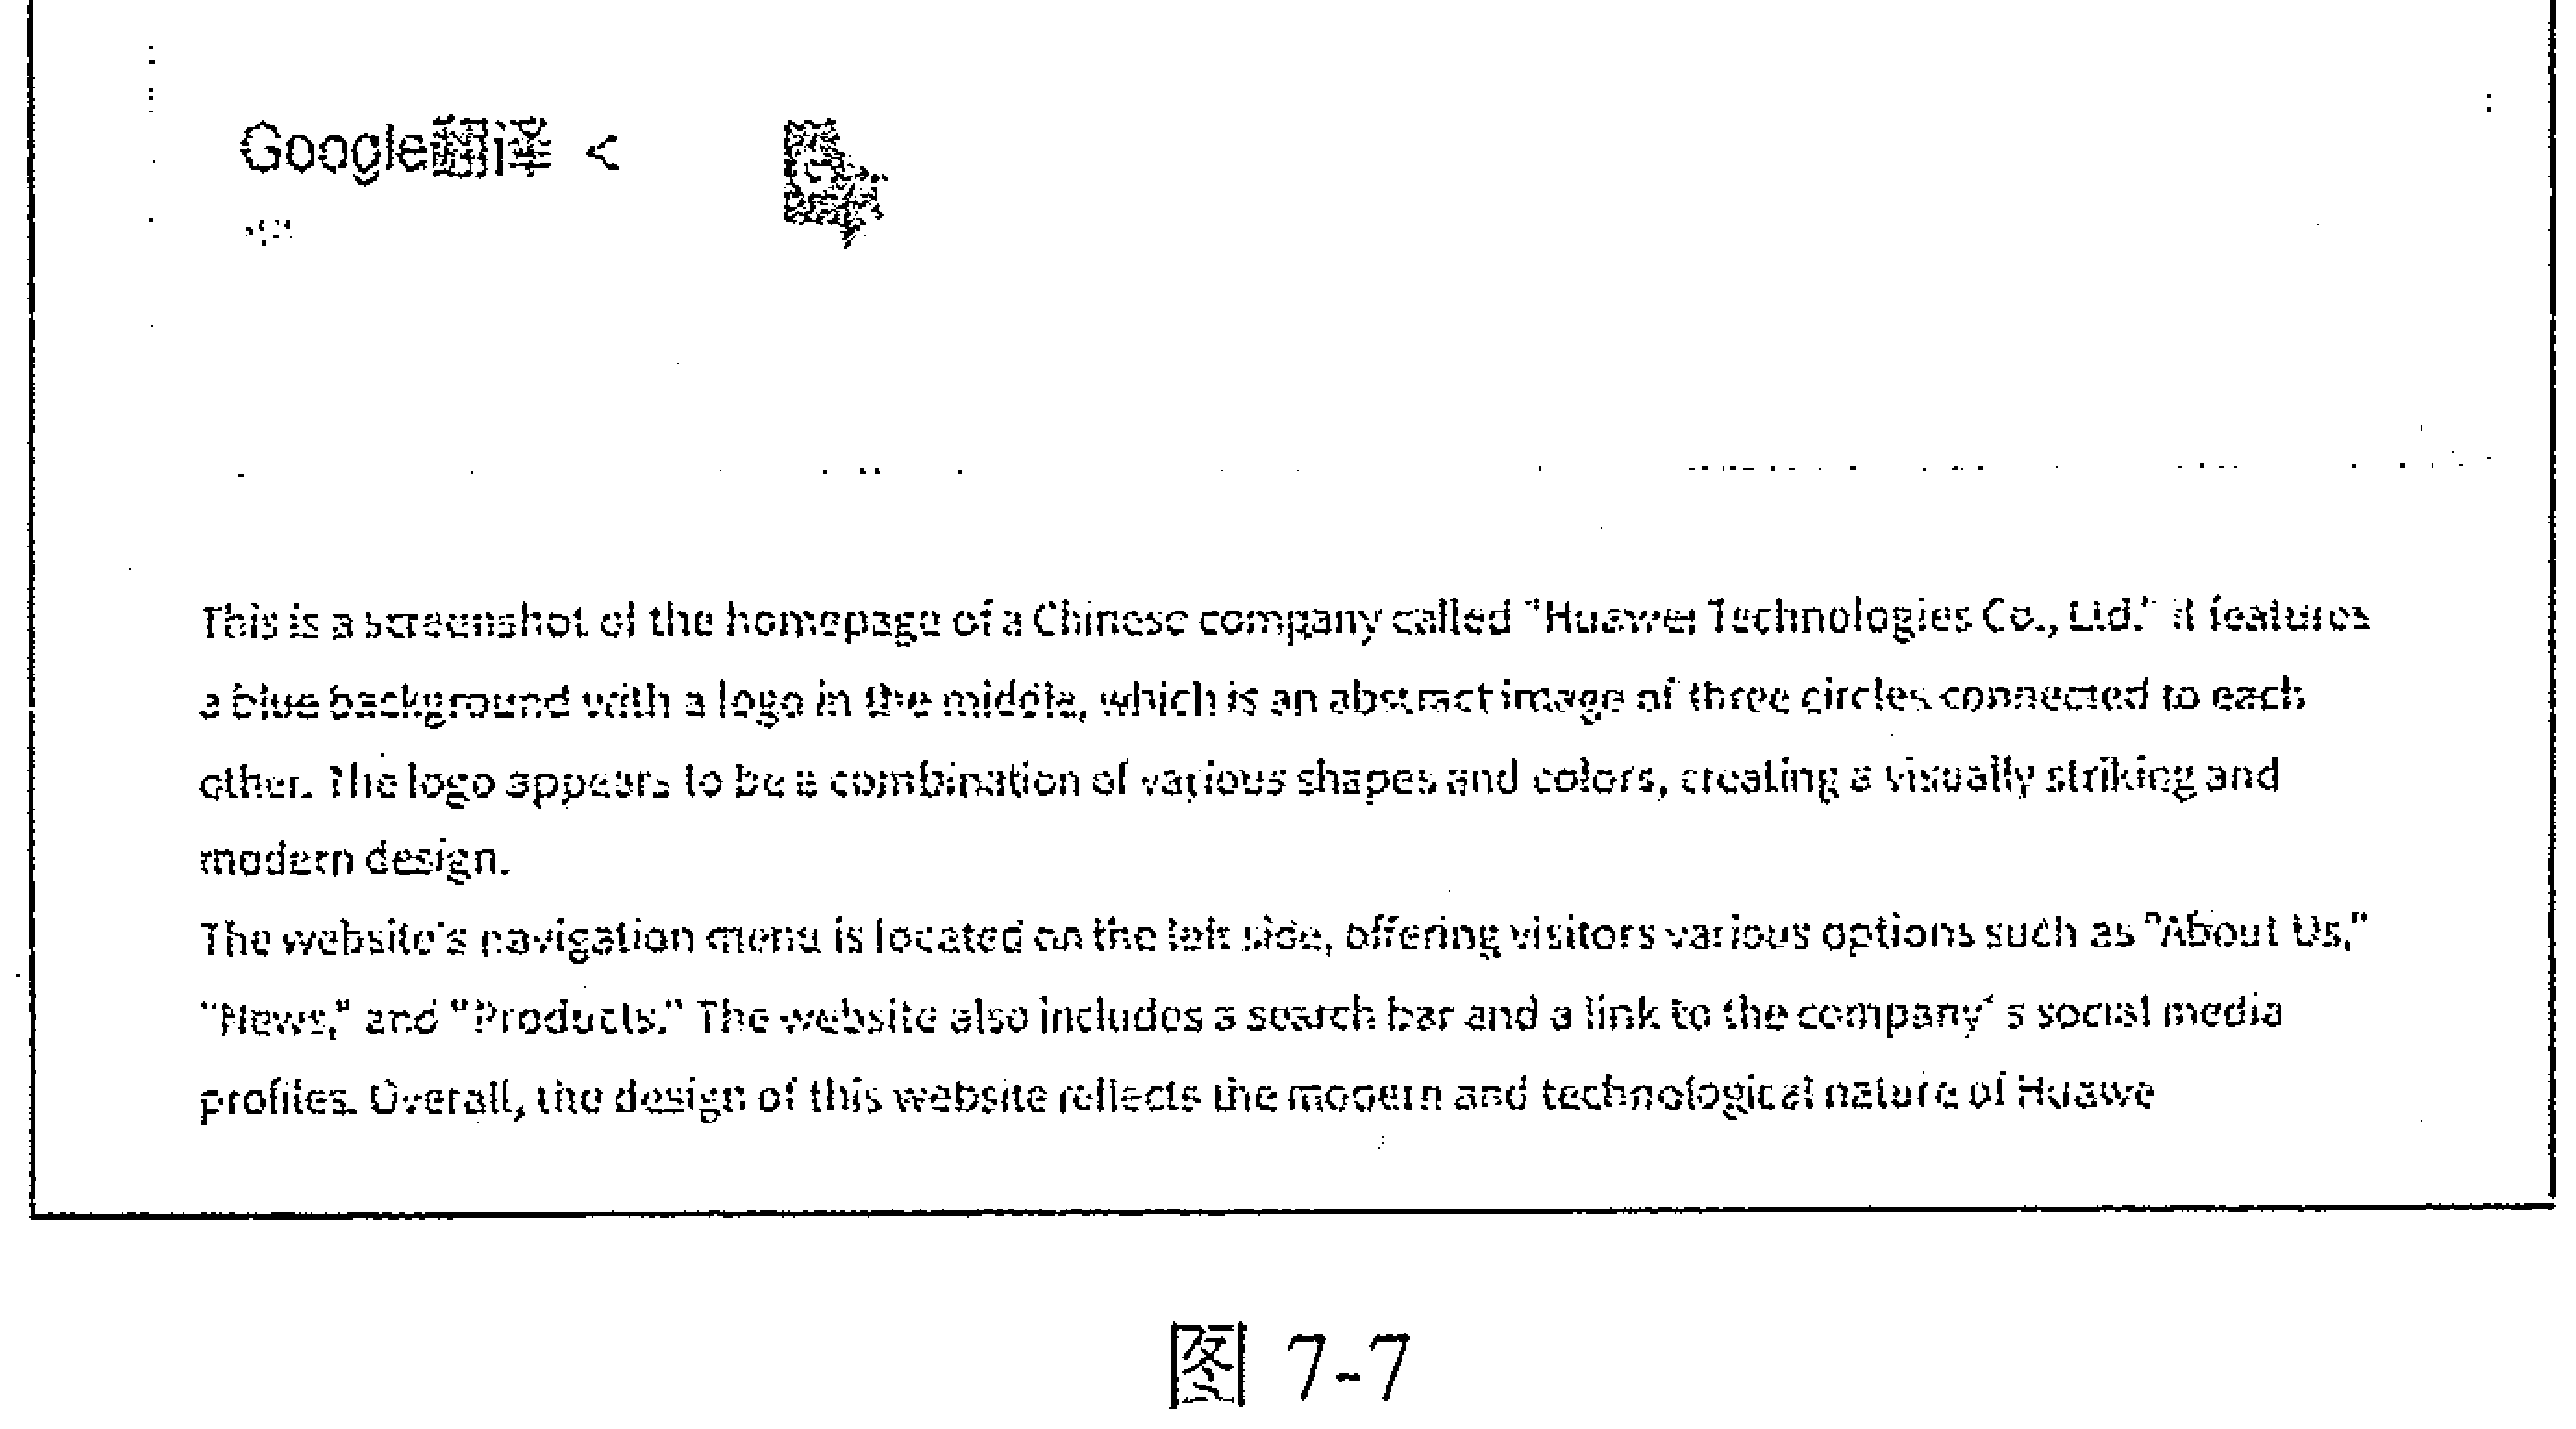 Google翻译 <
This is a screenshot of the homepage of a Chinese company called "Huawei Technologies Co., Ltd." it features
a blue background with a logo in the middle, which is an abstract image of three circles connected to each
other. The logo appears to be a combination of various shapes and colors, creating a visually striking and
modern design.
The website's navigation menu is located on the left side, offering visitors various options such as "About Us,"
"News," and "Products." The website also includes a search bar and a link to the company's social media
profiles. Overall, the design of this website reflects the modern and technological nature of Huawe
图 7-7